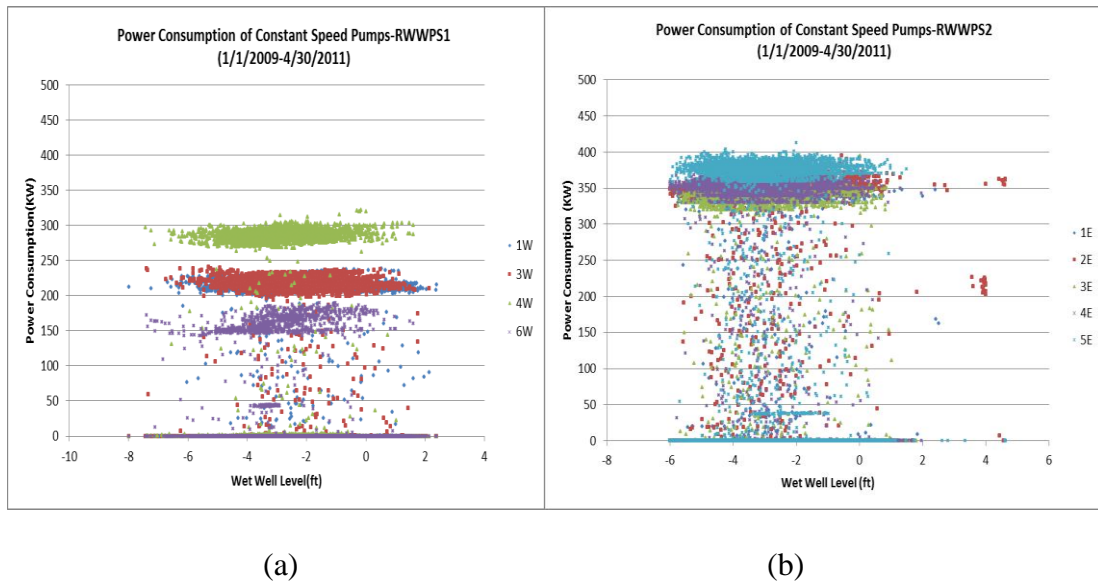 Power Consumption of Constant Speed Pumps-RWWPS1
(1/1/2009-4/30/2011)
500
450
400
350
300
250
200
150
100
50
0
-10
-8
-6
-4
-2
0
2
4
Power Consumption(KW)
Wet Well Level(ft)
1W
3W
4W
6W
(a)
Power Consumption of Constant Speed Pumps-RWWPS2
(1/1/2009-4/30/2011)
500
450
400
350
300
250
200
150
100
50
0
-8
-6
-4
-2
0
2
4
6
Power Consumption (KW)
Wet Well Level (ft)
1E
2E
3E
4E
5E
(b)